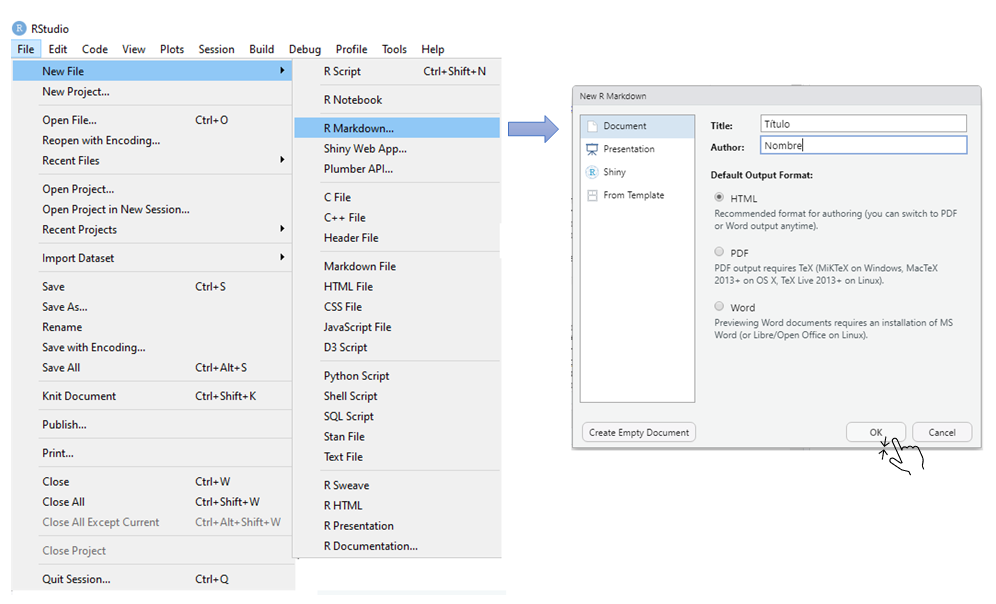 RStudio
File Edit Code View Plots Session Build Debug Profile Tools Help
New File
New Project...
Open File... Ctrl+O
Reopen with Encoding...
Recent Files
Open Project...
Open Project in New Session...
Recent Projects
Import Dataset
Save Ctrl+S
Save As...
Rename
Save with Encoding...
Save All Ctrl+Alt+S
Knit Document Ctrl+Shift+K
Publish...
Print...
Close Ctrl+W
Close All Ctrl+Shift+W
Close All Except Current Ctrl+Alt+Shift+W
Close Project
Quit Session... Ctrl+Q
R Script Ctrl+Shift+N
R Notebook
R Markdown...
Shiny Web App...
Plumber API...
C File
C++ File
Header File
Markdown File
HTML File
CSS File
JavaScript File
D3 Script
Python Script
Shell Script
SQL Script
Stan File
Text File
R Sweave
R HTML
R Presentation
R Documentation...
New R Markdown
Document
Presentation
Shiny
From Template
Title: Título
Author: Nombre
Default Output Format:
HTML
Recommended format for authoring (you can switch to PDF
or Word output anytime).
PDF
PDF output requires TeX (MiKTeX on Windows, MacTeX
2013+ on OS X, TeX Live 2013+ on Linux).
Word
Previewing Word documents requires an installation of MS
Word (or Libre/Open Office on Linux).
Create Empty Document OK Cancel